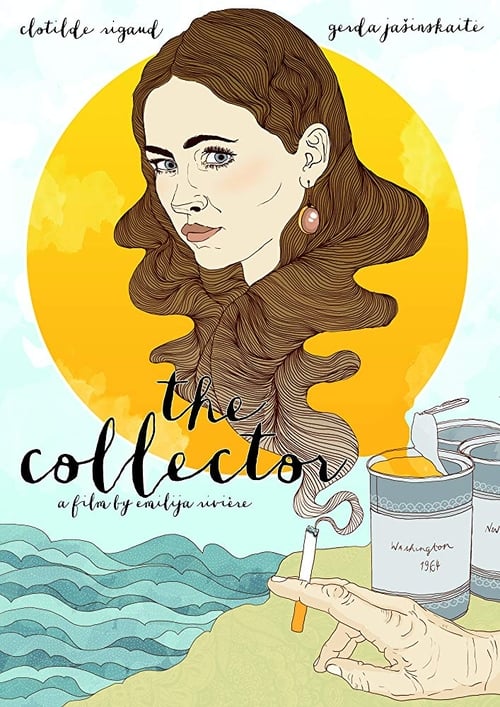 clotilde rigaud
gerda jašinskaitė
the
collector
a film by emilija rivière
Washington
1964
Nov